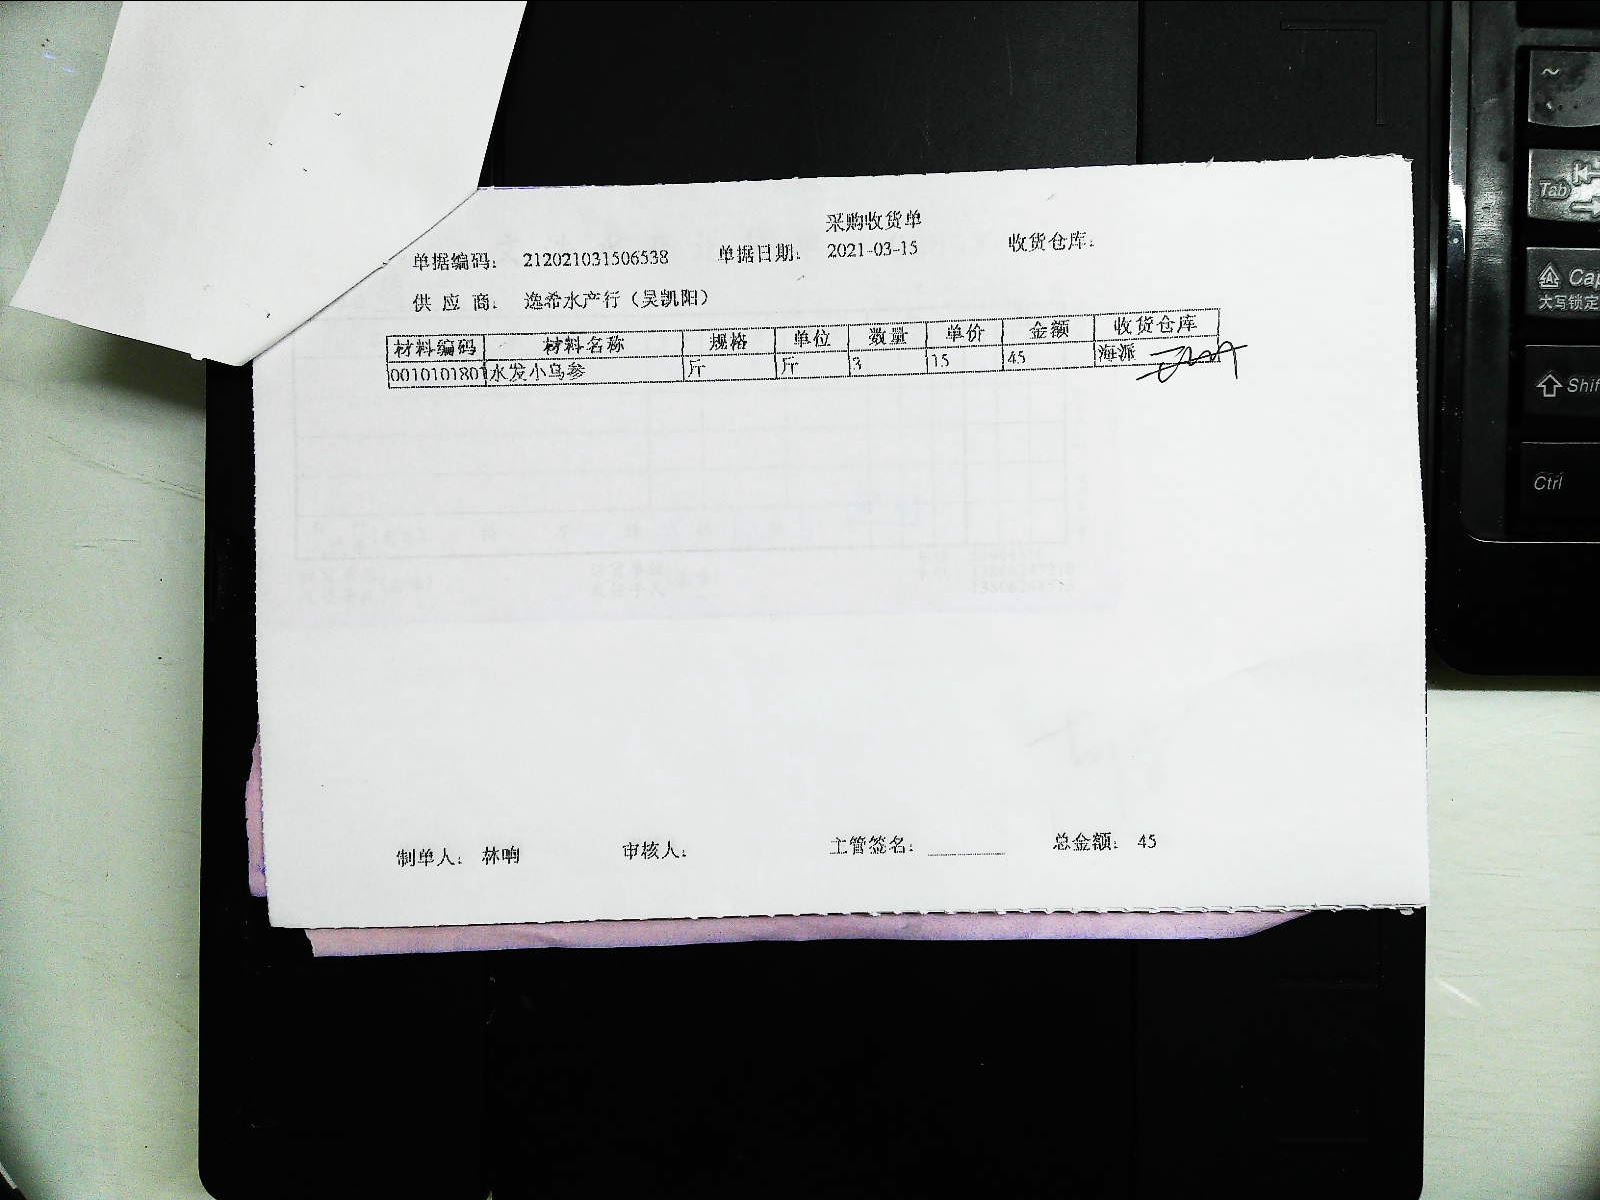 采购收货单
单据编码： 212021031506538 单据日期： 2021-03-15 收货仓库：
供 应 商： 逸希水产行（吴凯阳）
材料编码 材料名称 规格 单位 数量 单价 金额 收货仓库
0010101801 水发小乌参 斤 斤 3 15 45 海派
制单人： 林响 审核人： 主管签名： 总金额： 45
~
Tab
Cap
大写锁定
Shif
Ctrl